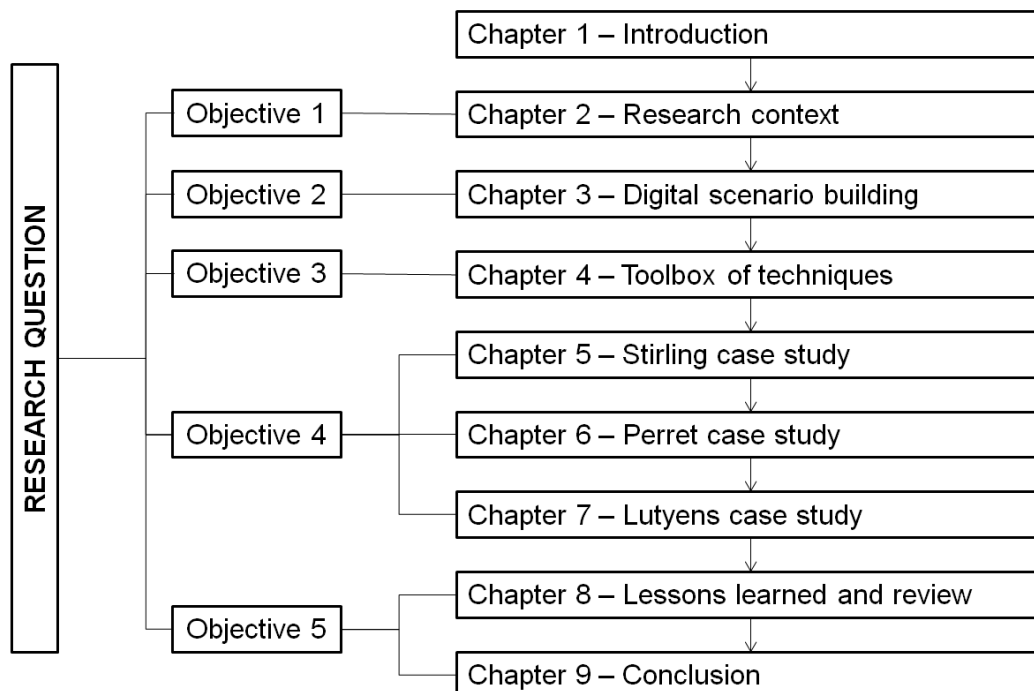 RESEARCH QUESTION
Objective 1
Objective 2
Objective 3
Objective 4
Objective 5
Chapter 1 – Introduction
Chapter 2 – Research context
Chapter 3 – Digital scenario building
Chapter 4 – Toolbox of techniques
Chapter 5 – Stirling case study
Chapter 6 – Perret case study
Chapter 7 – Lutyens case study
Chapter 8 – Lessons learned and review
Chapter 9 – Conclusion